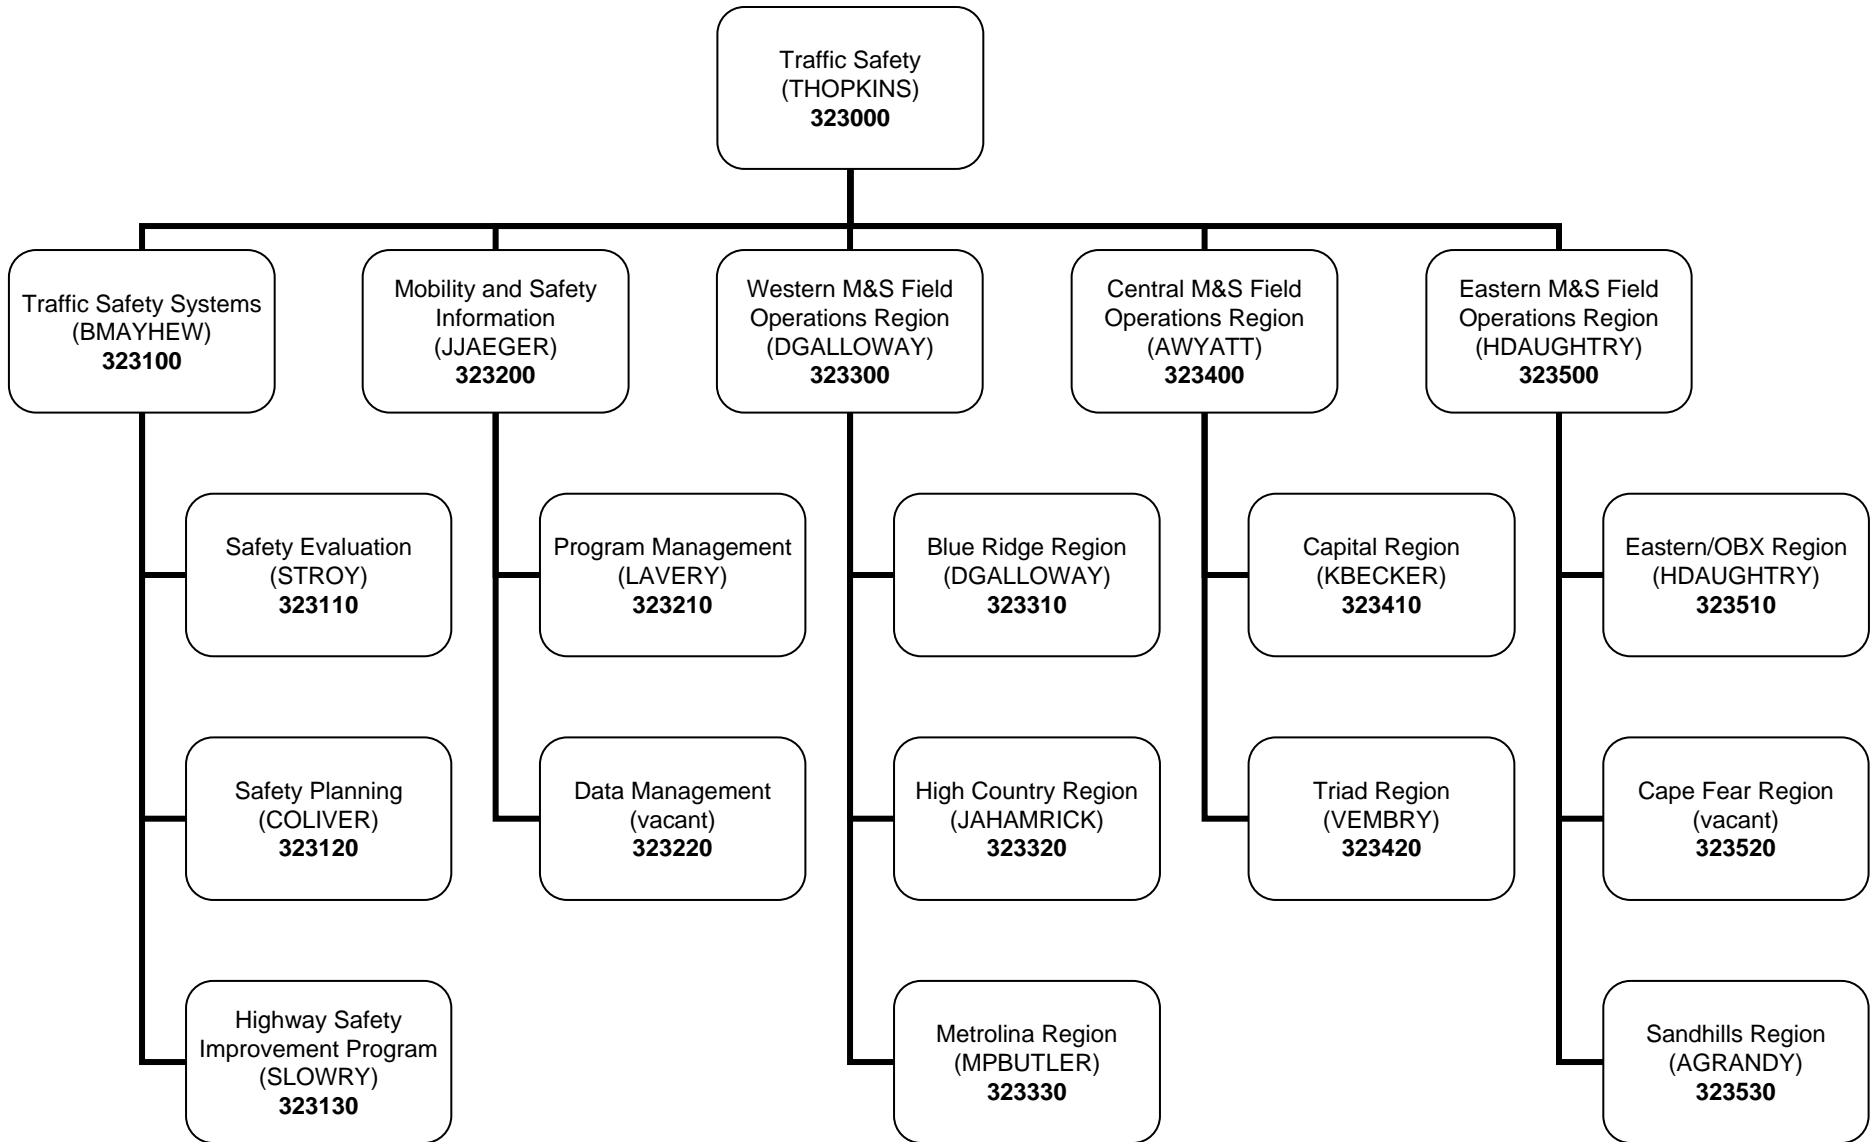 Traffic Safety
(THOPKINS)
323000
Traffic Safety Systems
(BMAYHEW)
323100
Mobility and Safety
Information
(JJAEGER)
323200
Western M&S Field
Operations Region
(DGALLOWAY)
323300
Central M&S Field
Operations Region
(AWYATT)
323400
Eastern M&S Field
Operations Region
(HDAUGHTRY)
323500
Safety Evaluation
(STROY)
323110
Program Management
(LAVERY)
323210
Blue Ridge Region
(DGALLOWAY)
323310
Capital Region
(KBECKER)
323410
Eastern/OBX Region
(HDAUGHTRY)
323510
Safety Planning
(COLIVER)
323120
Data Management
(vacant)
323220
High Country Region
(JAHAMRICK)
323320
Triad Region
(VEMBRY)
323420
Cape Fear Region
(vacant)
323520
Highway Safety
Improvement Program
(SLOWRY)
323130
Metrolina Region
(MPBUTLER)
323330
Sandhills Region
(AGRANDY)
323530